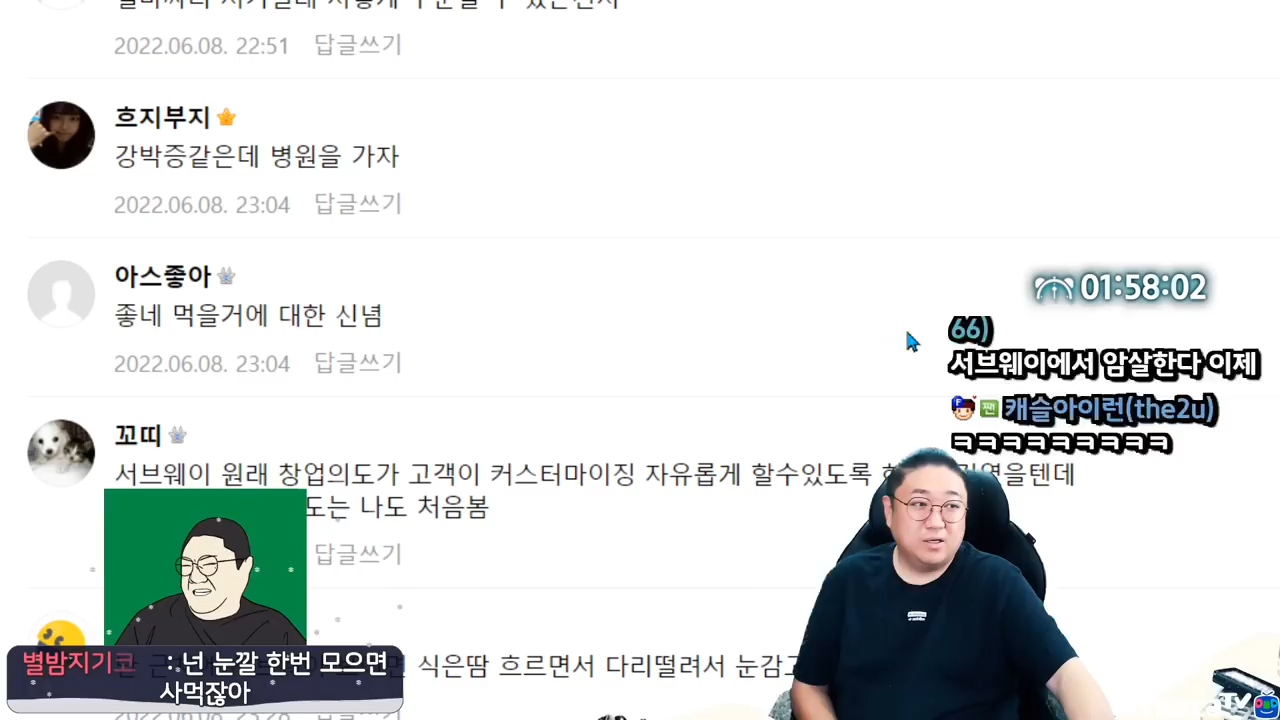 2022.06.08. 22:51 답글쓰기
흐지부지
강박증같은데 병원을 가자
2022.06.08. 23:04 답글쓰기
아스좋아
좋네 먹을거에 대한 신념
2022.06.08. 23:04 답글쓰기
01:58:02
66)
서브웨이에서 암살한다 이제
짼 캐슬아이런(the2u)
ㅋㅋㅋㅋㅋㅋㅋㅋㅋ
꼬띠
서브웨이 원래 창업의도가 고객이 커스터마이징 자유롭게 할수있도록
도는 나도 처음봄
답글쓰기
식은땀 흐르면서 다리떨려서 눈감고
별밤지기코 : 넌 눈깔 한번 모으면
사먹잖아
TV